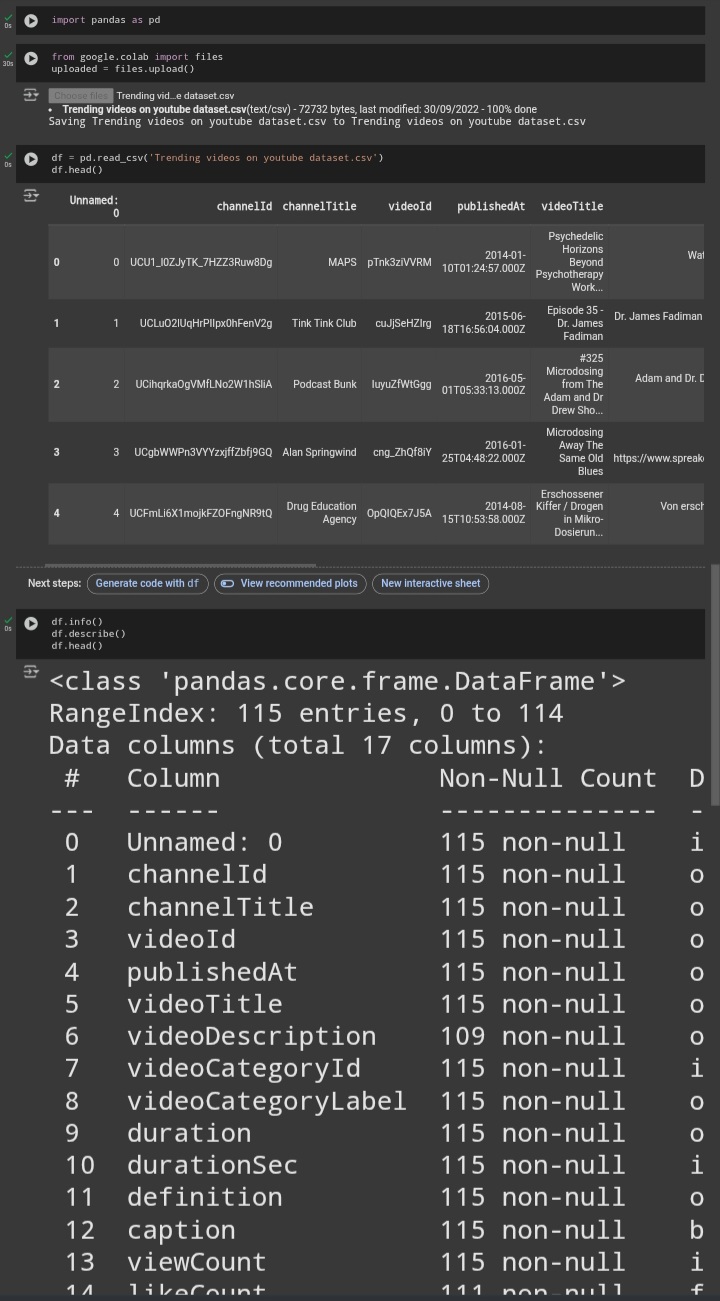 0s
import pandas as pd
30s
from google.colab import files
uploaded = files.upload()
Choose files Trending vid...e dataset.csv
• Trending videos on youtube dataset.csv(text/csv) - 72732 bytes, last modified: 30/09/2022 - 100% done
Saving Trending videos on youtube dataset.csv to Trending videos on youtube dataset.csv
0s
df = pd.read_csv('Trending videos on youtube dataset.csv')
df.head()
Unnamed: 0 channelId channelTitle videoId publishedAt videoTitle
0 0 UCU1_l0ZJyTK_7HZZ3Ruw8Dg MAPS pTnk3ziVVRM 2014-01-10T01:24:57.000Z Psychedelic Horizons Beyond Psychotherapy Work... Wat
1 1 UCLuO2lUqHrPIlpx0hFenV2g Tink Tink Club cuJjSeHZIrg 2015-06-18T16:56:04.000Z Episode 35 - Dr. James Fadiman Dr. James Fadiman
2 2 UCihqrkaOgVMfLNo2W1hSliA Podcast Bunk IuyuZfWtGgg 2016-05-01T05:33:13.000Z #325 Microdosing from The Adam and Dr Drew Sho... Adam and Dr. D
3 3 UCgbWWPn3VYYzxjffZbfj9GQ Alan Springwind cng_ZhQf8iY 2016-01-25T04:48:22.000Z Microdosing Away The Same Old Blues https://www.spreak
4 4 UCFmLi6X1mojkFZOFngNR9tQ Drug Education Agency OpQIQEx7J5A 2014-08-15T10:53:58.000Z Erschossener Kiffer / Drogen in Mikro-Dosierun... Von ersch
Next steps: Generate code with df View recommended plots New interactive sheet
0s
df.info()
df.describe()
df.head()
<class 'pandas.core.frame.DataFrame'>
RangeIndex: 115 entries, 0 to 114
Data columns (total 17 columns):
# Column Non-Null Count D
--- ------ -------------- -
0 Unnamed: 0 115 non-null i
1 channelId 115 non-null o
2 channelTitle 115 non-null o
3 videoId 115 non-null o
4 publishedAt 115 non-null o
5 videoTitle 115 non-null o
6 videoDescription 109 non-null o
7 videoCategoryId 115 non-null i
8 videoCategoryLabel 115 non-null o
9 duration 115 non-null o
10 durationSec 115 non-null i
11 definition 115 non-null o
12 caption 115 non-null b
13 viewCount 115 non-null i
14 likeCount 111 non-null f